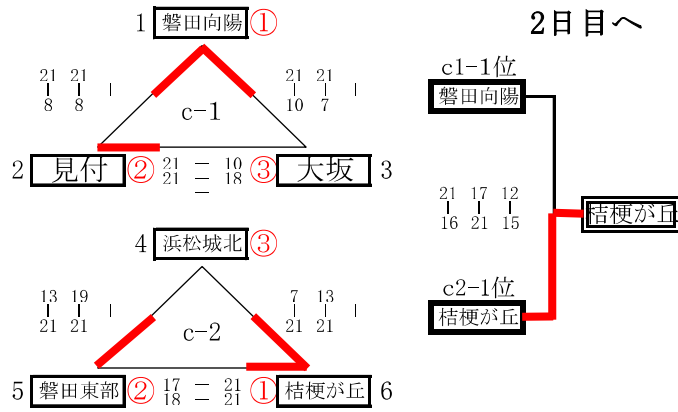 1 磐田向陽 ①
2日目へ
21 21 | 21 21 |
8 8 10 7
c-1
2 見付 ② 21 — 10 ③ 大坂 3
21 — 18
—
c1-1位
磐田向陽
21 17 12
16 21 15
桔梗が丘
c2-1位
桔梗が丘
4 浜松城北 ③
13 19 | 7 13 |
21 21 21 21
c-2
5 磐田東部 ② 17 — 21 ① 桔梗が丘 6
18 — 21